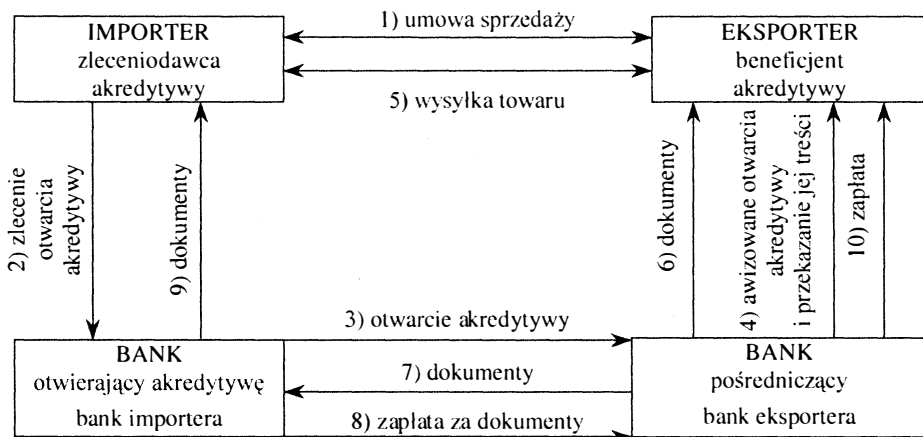 IMPORTER
zleceniodawca
akredytywy
1) umowa sprzedaży
5) wysyłka towaru
EKSPORTER
beneficjent
akredytywy
2) zlecenie
otwarcia
akredytywy
9) dokumenty
6) dokumenty
4) awizowane otwarcia
akredytywy
i przekazanie jej treści
10) zapłata
3) otwarcie akredytywy
7) dokumenty
8) zapłata za dokumenty
BANK
otwierający akredytywę
bank importera
BANK
pośredniczący
bank eksportera